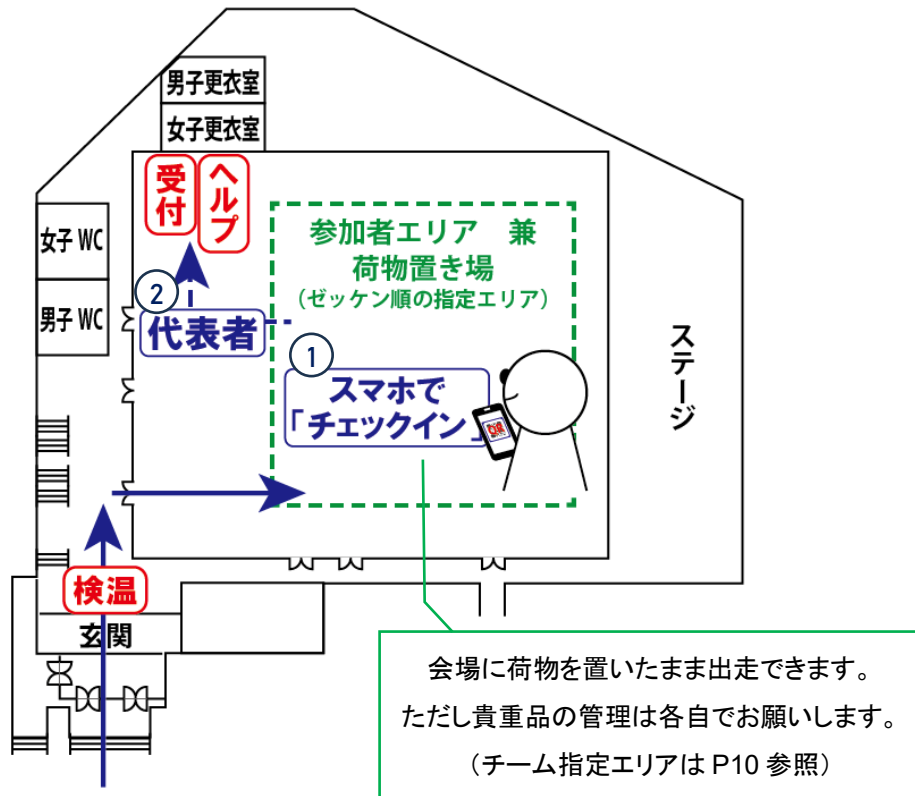 男子更衣室
女子更衣室
受付
ヘルプ
女子 WC
男子 WC
参加者エリア　兼
荷物置き場
（ゼッケン順の指定エリア）
②
代表者
①
スマホで
「チェックイン」
ステージ
検温
玄関
会場に荷物を置いたまま出走できます。
ただし貴重品の管理は各自でお願いします。
（チーム指定エリアは P10 参照）